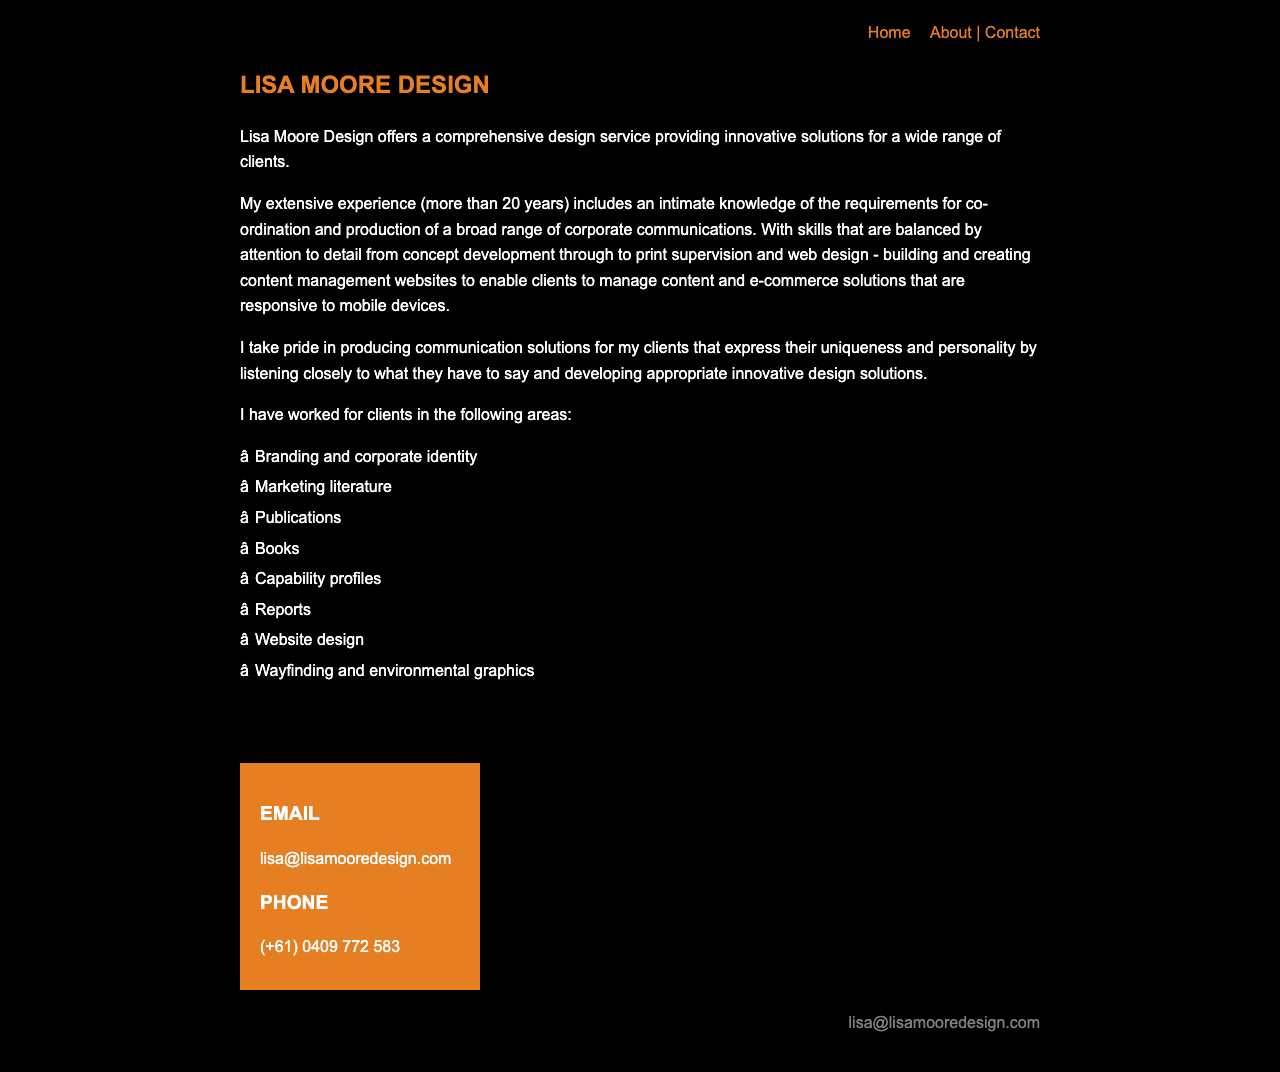 Home About | Contact
LISA MOORE DESIGN
Lisa Moore Design offers a comprehensive design service providing innovative solutions for a wide range of
clients.
My extensive experience (more than 20 years) includes an intimate knowledge of the requirements for co-
ordination and production of a broad range of corporate communications. With skills that are balanced by
attention to detail from concept development through to print supervision and web design - building and creating
content management websites to enable clients to manage content and e-commerce solutions that are
responsive to mobile devices.
I take pride in producing communication solutions for my clients that express their uniqueness and personality by
listening closely to what they have to say and developing appropriate innovative design solutions.
I have worked for clients in the following areas:
â Branding and corporate identity
â Marketing literature
â Publications
â Books
â Capability profiles
â Reports
â Website design
â Wayfinding and environmental graphics
EMAIL
lisa@lisamooredesign.com
PHONE
(+61) 0409 772 583
lisa@lisamooredesign.com